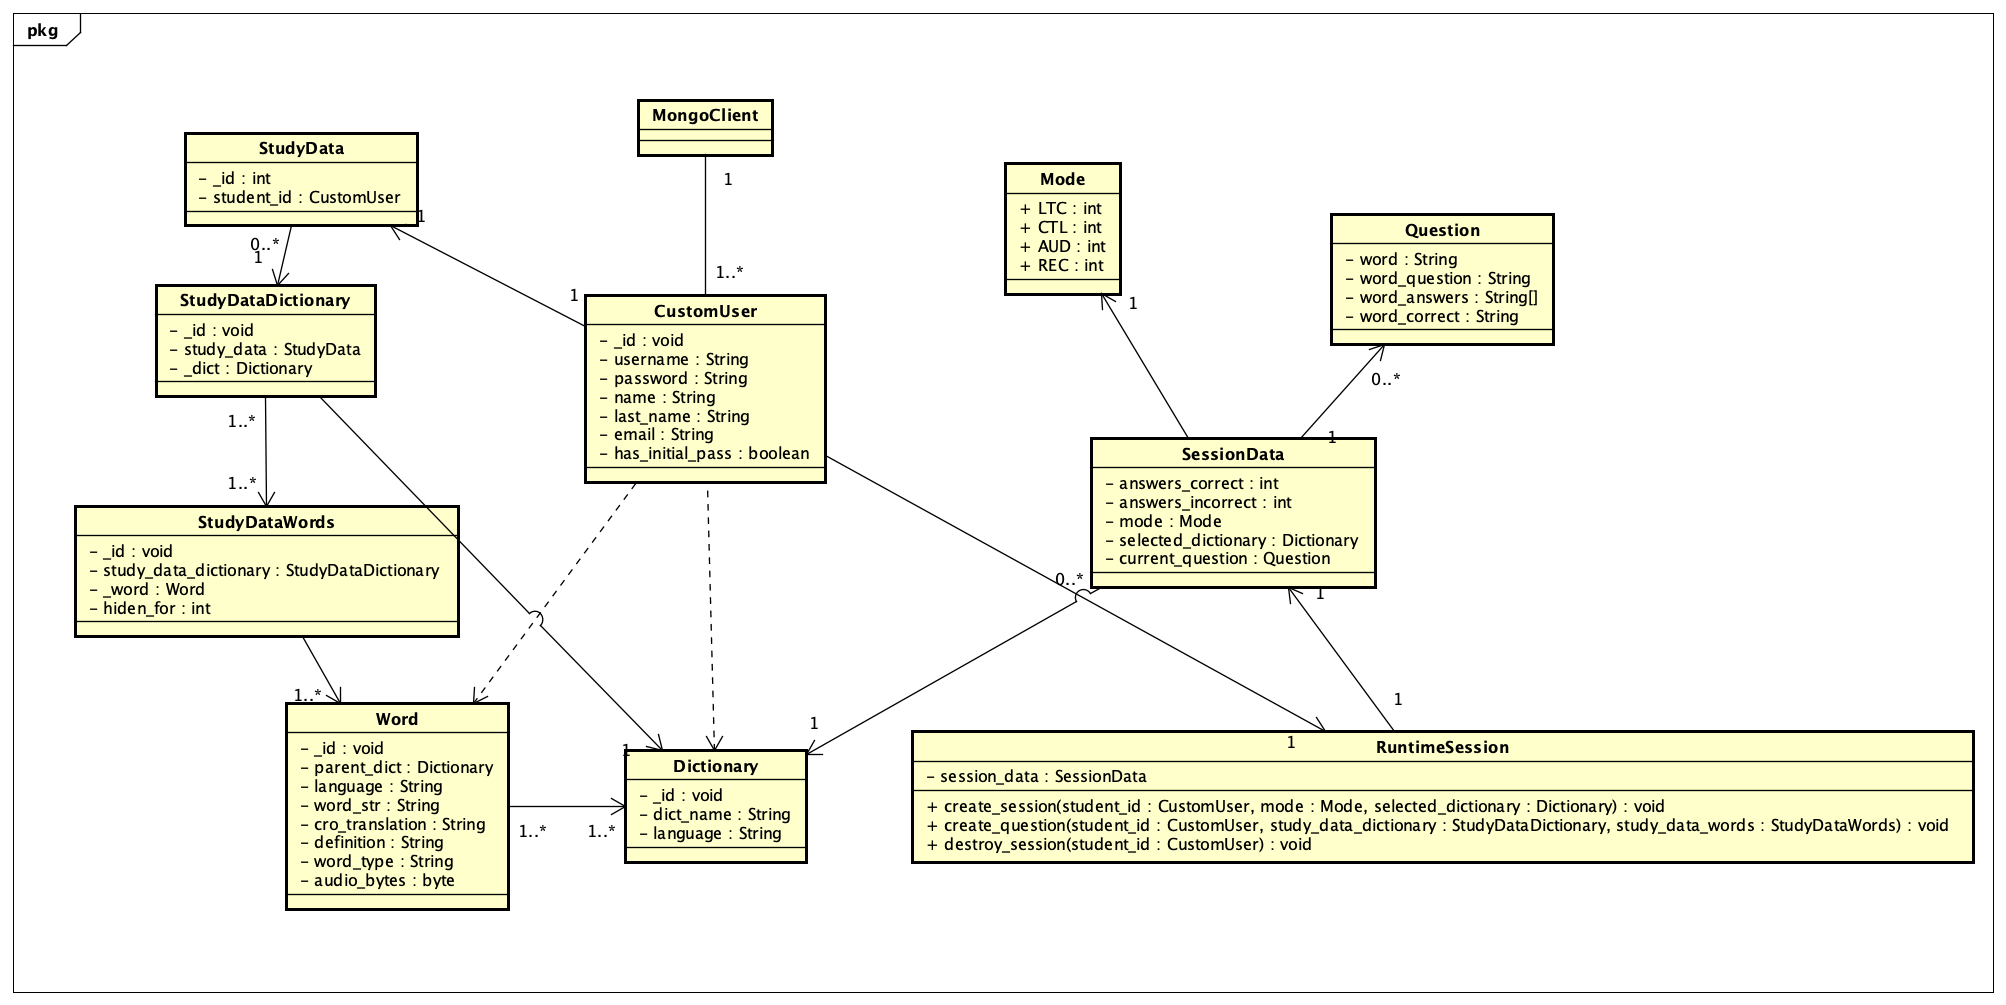 pkg
MongoClient
1
1..*
StudyData
- _id : int
- student_id : CustomUser
1
0..*
1
1
Mode
+ LTC : int
+ CTL : int
+ AUD : int
+ REC : int
1
Question
- word : String
- word_question : String
- word_answers : String[]
- word_correct : String
0..*
1
StudyDataDictionary
- _id : void
- study_data : StudyData
- _dict : Dictionary
1..*
1..*
CustomUser
- _id : void
- username : String
- password : String
- name : String
- last_name : String
- email : String
- has_initial_pass : boolean
SessionData
- answers_correct : int
- answers_incorrect : int
- mode : Mode
- selected_dictionary : Dictionary
- current_question : Question
0..*
1
1
1
StudyDataWords
- _id : void
- study_data_dictionary : StudyDataDictionary
- _word : Word
- hiden_for : int
1..*
Word
- _id : void
- parent_dict : Dictionary
- language : String
- word_str : String
- cro_translation : String
- definition : String
- word_type : String
- audio_bytes : byte
1..*
1..*
1
Dictionary
- _id : void
- dict_name : String
- language : String
1
RuntimeSession
- session_data : SessionData
+ create_session(student_id : CustomUser, mode : Mode, selected_dictionary : Dictionary) : void
+ create_question(student_id : CustomUser, study_data_dictionary : StudyDataDictionary, study_data_words : StudyDataWords) : void
+ destroy_session(student_id : CustomUser) : void